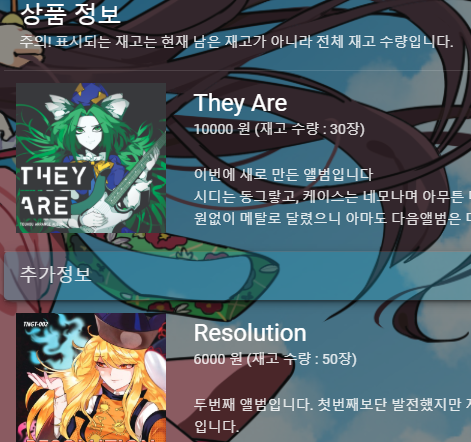 상품 정보
주의! 표시되는 재고는 현재 남은 재고가 아니라 전체 재고 수량입니다.
They Are
10000 원 (재고 수량 : 30장)
이번에 새로 만든 앨범입니다
시디는 동그랗고, 케이스는 네모나며 아무튼
원없이 메탈로 달렸으니 아마도 다음앨범은
THEY
ARE
추가정보
TNGT-002
Resolution
6000 원 (재고 수량 : 50장)
두번째 앨범입니다. 첫번째보단 발전했지만
입니다.